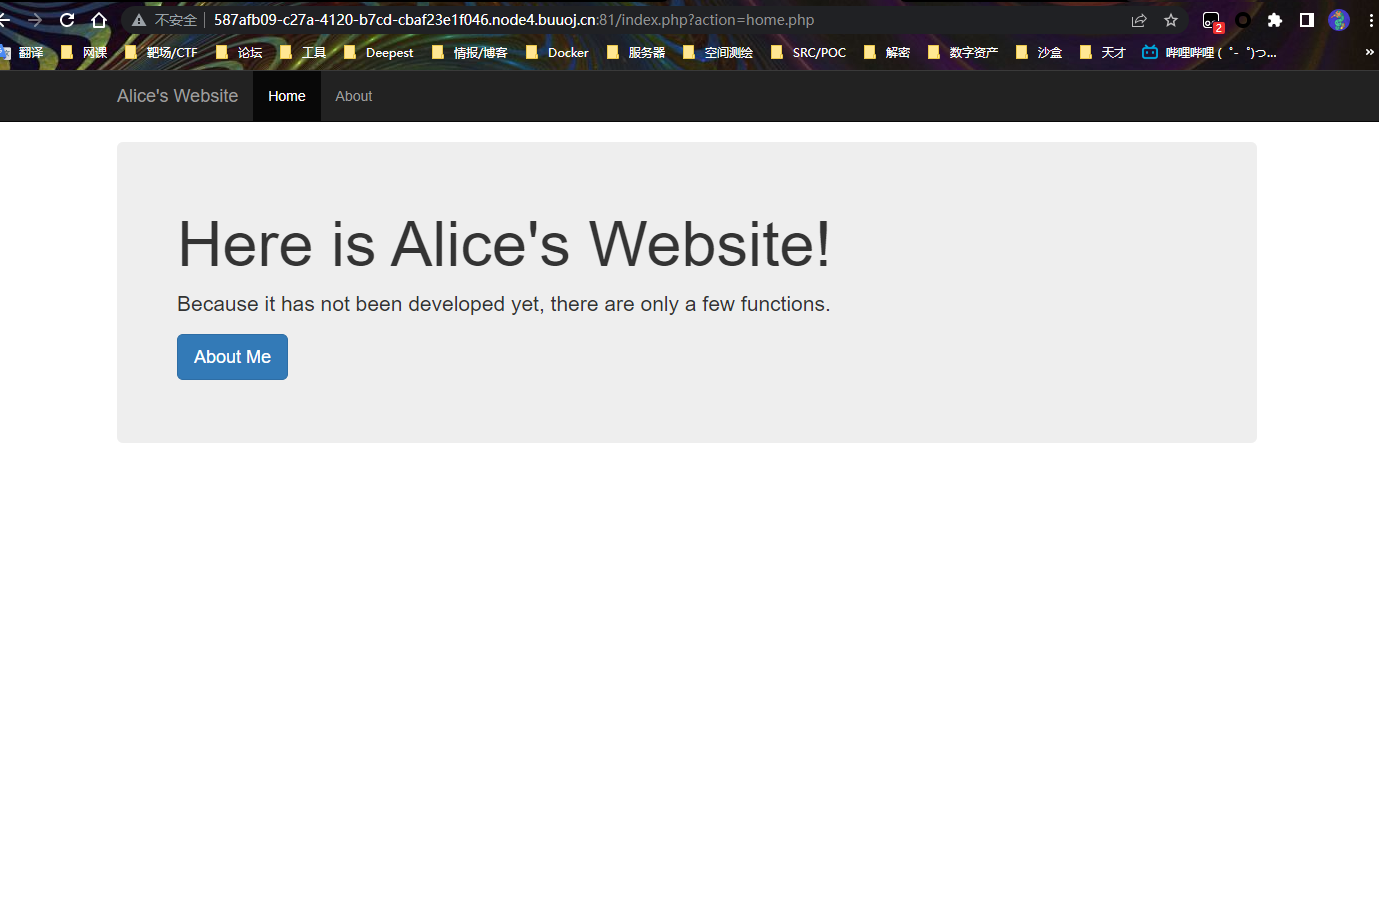 不安全 587afb09-c27a-4120-b7cd-cbaf23e1f046.node4.buuoj.cn:81/index.php?action=home.php 2
翻译 网课 靶场/CTF 论坛 工具 Deepest 情报/博客 Docker 服务器 空间测绘 SRC/POC 解密 数字资产 沙盒 天才 哔哩哔哩 (゜-゜)つ... »
Alice's Website Home About
Here is Alice's Website!
Because it has not been developed yet, there are only a few functions.
About Me